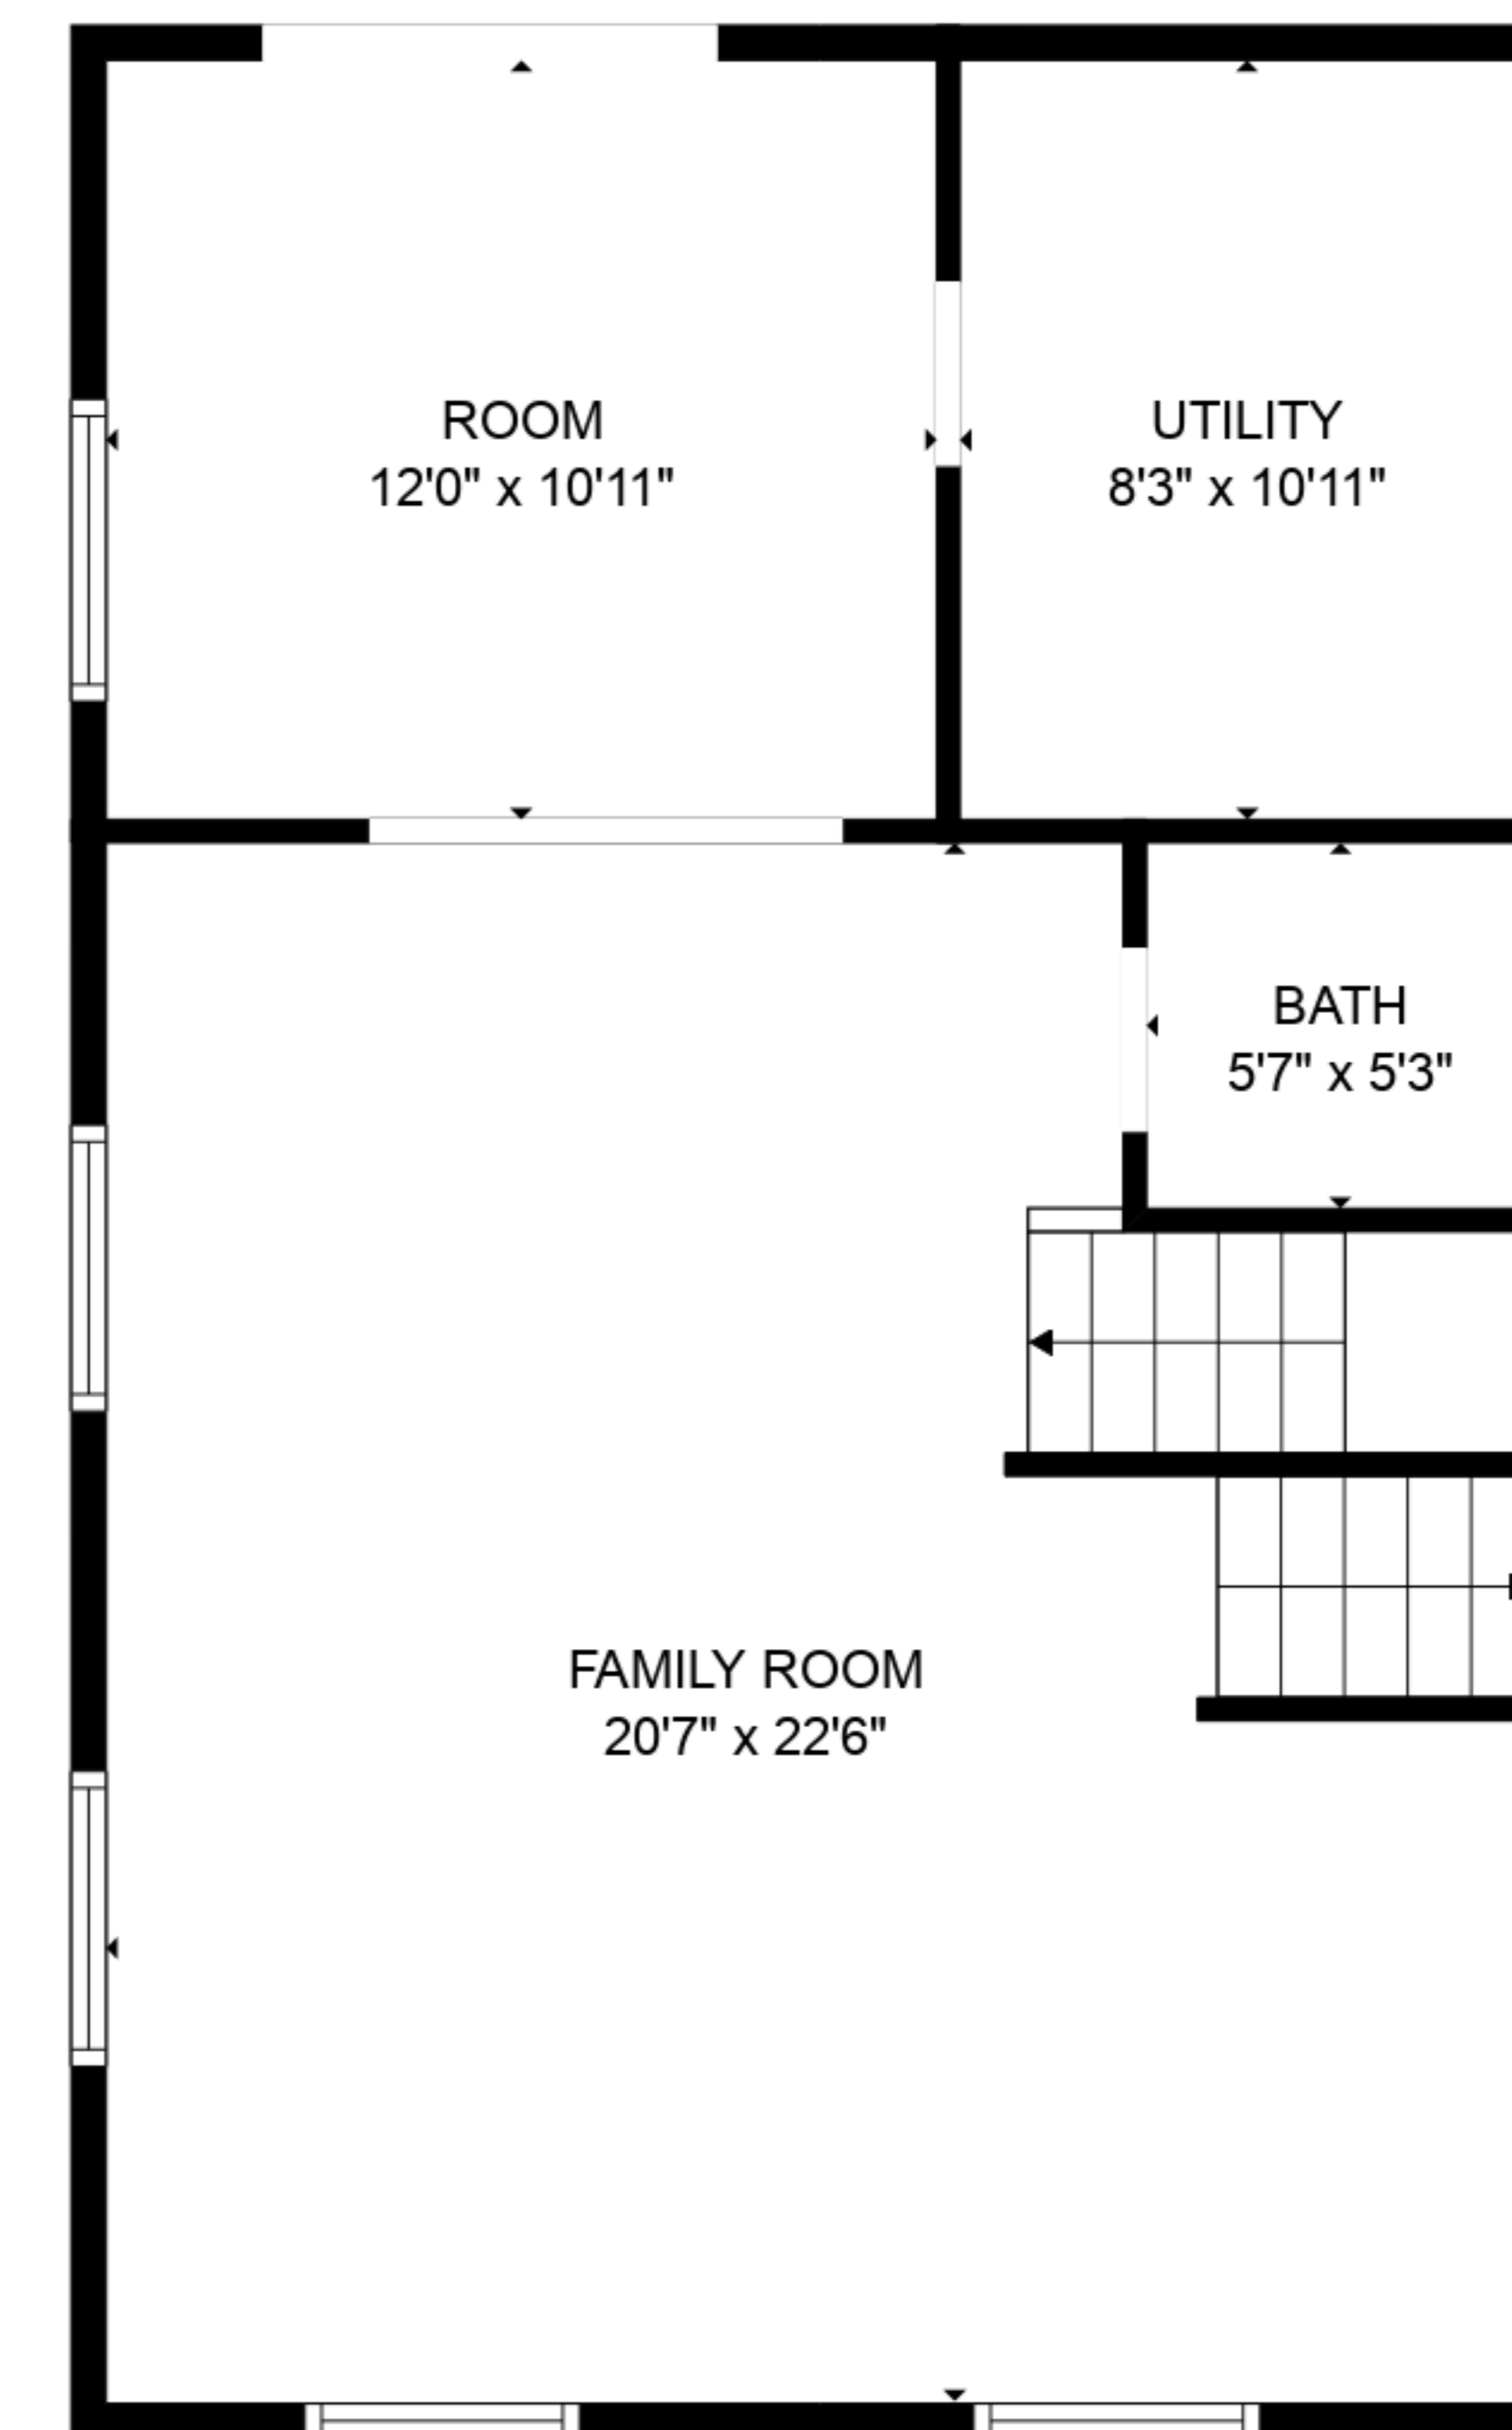 ROOM
12'0" x 10'11"
UTILITY
8'3" x 10'11"
BATH
5'7" x 5'3"
FAMILY ROOM
20'7" x 22'6"